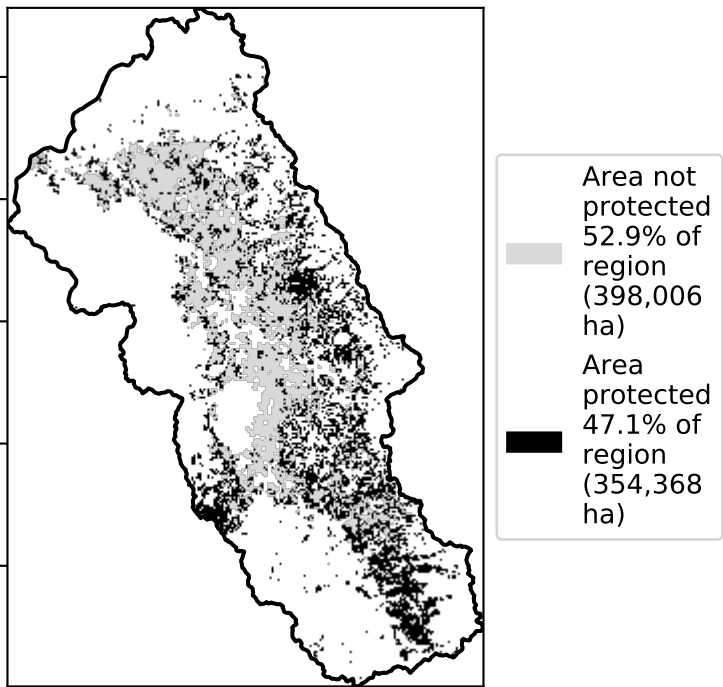 Area not
protected
52.9% of
region
(398,006
ha)
Area
protected
47.1% of
region
(354,368
ha)